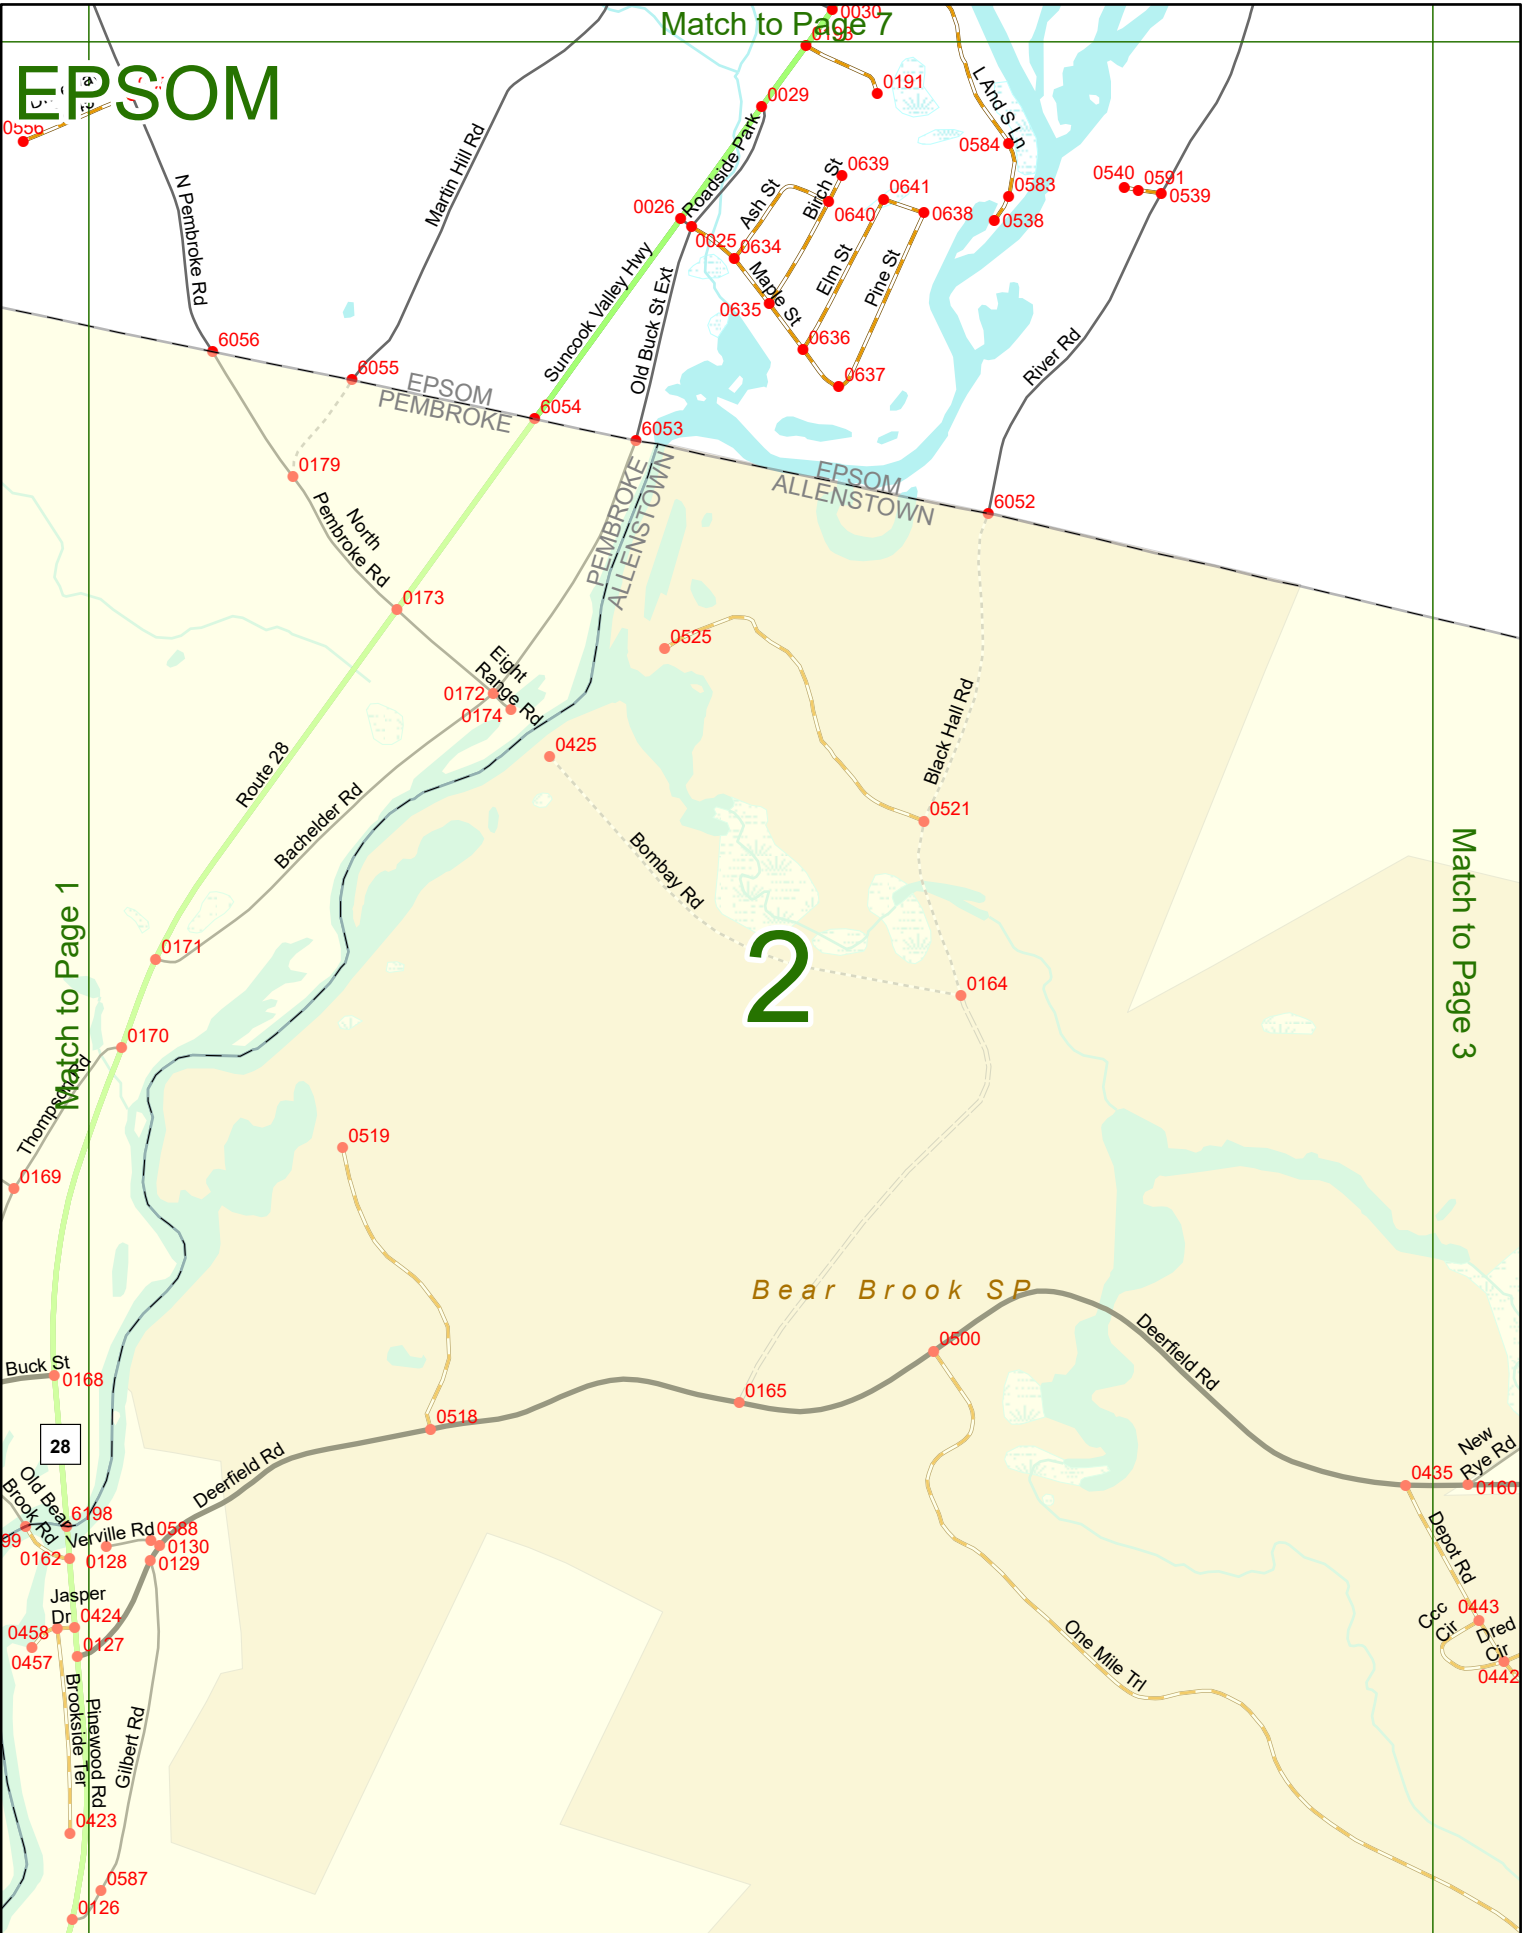 Match to Page 7
EPSOM
0030
0193
0191
0029
0556
L And S Ln
0584
0583
0538
0540
0591
0539
N Pembroke Rd
Martin Hill Rd
Roadside Park
0026
0025
Ash St
Birch St
0639
0640
0641
0638
0634
Maple St
0635
Elm St
Pine St
0636
0637
Suncook Valley Hwy
Old Buck St Ext
River Rd
6056
6055
6054
6053
6052
EPSOM
PEMBROKE
EPSOM
ALLENSTOWN
PEMBROKE
ALLENSTOWN
0179
North
Pembroke Rd
0173
Eight
Range Rd
0172
0174
0525
0425
Route 28
Bachelder Rd
Black Hall Rd
0521
Bombay Rd
Match to Page 1
Match to Page 3
2
0171
0170
0164
Thompson Rd
0169
0519
Bear Brook SP
0500
Deerfield Rd
Buck St
0168
0165
0518
28
Deerfield Rd
New
Rye Rd
0435
0160
Old Bear
Brook Rd
6198
99
Verville Rd
0588
0130
0162
0128
0129
Depot Rd
Jasper
Dr
0424
0458
0127
0457
Ccc
Cir
0443
Dred
Cir
0442
One Mile Trl
Brookside Ter
Pinewood Rd
Gilbert Rd
0423
0587
0126